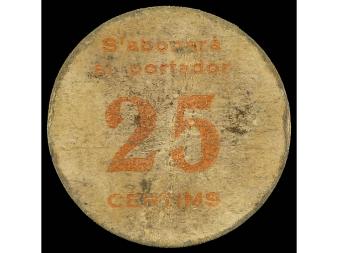 S'abonarà
al portador
25
CENTIMS